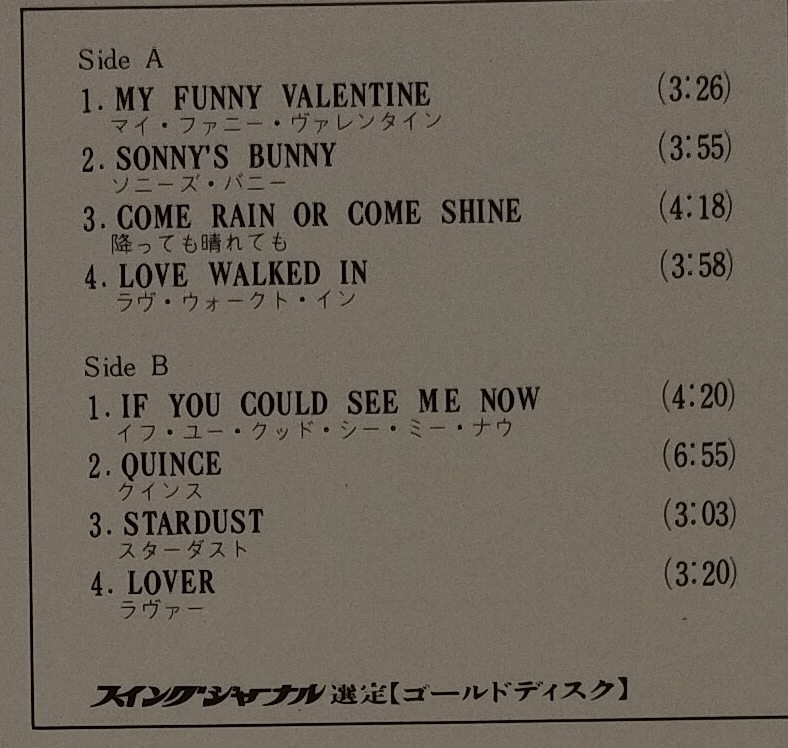 Side A
1. MY FUNNY VALENTINE (3:26)
マイ・ファニー・ヴァレンタイン
2. SONNY'S BUNNY (3:55)
ソニーズ・バニー
3. COME RAIN OR COME SHINE (4:18)
降っても晴れても
4. LOVE WALKED IN (3:58)
ラヴ・ウォークト・イン
Side B
1. IF YOU COULD SEE ME NOW (4:20)
イフ・ユー・クッド・シー・ミー・ナウ
2. QUINCE (6:55)
クインス
3. STARDUST (3:03)
スターダスト
4. LOVER (3:20)
ラヴァー
スイングジャーナル選定【ゴールドディスク】